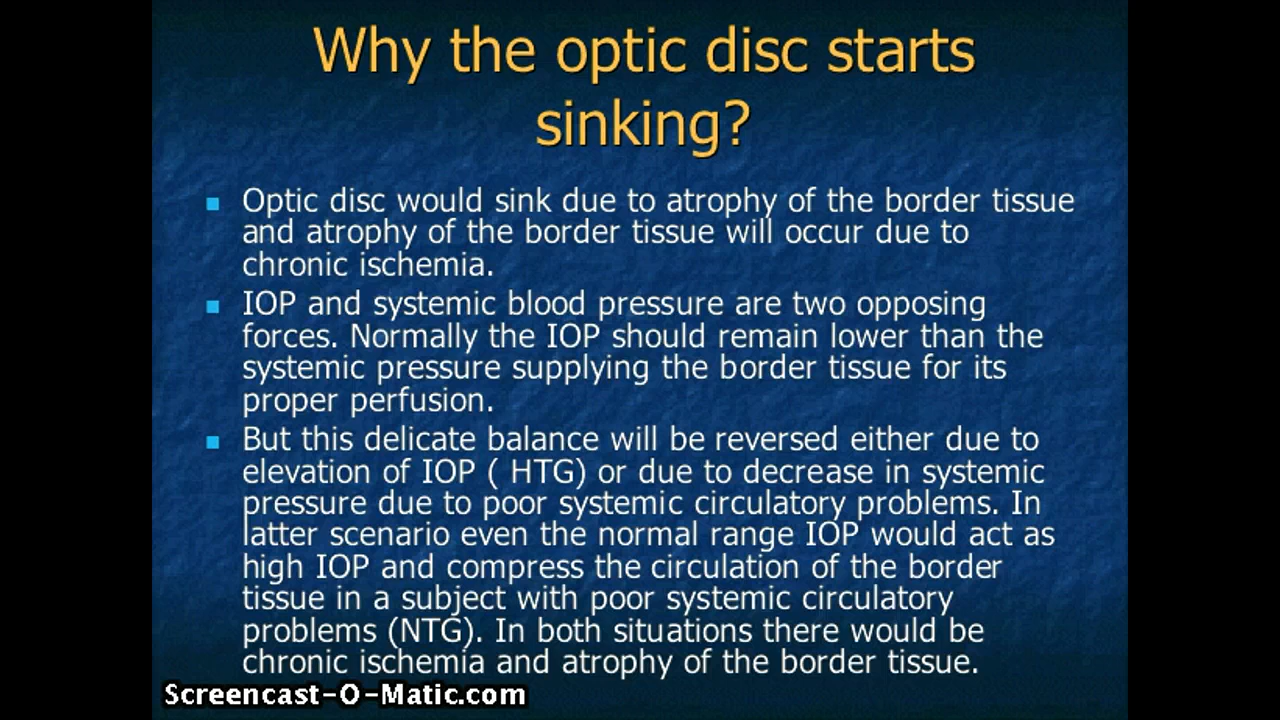 Why the optic disc starts
sinking?
Optic disc would sink due to atrophy of the border tissue
and atrophy of the border tissue will occur due to
chronic ischemia.
IOP and systemic blood pressure are two opposing
forces. Normally the IOP should remain lower than the
systemic pressure supplying the border tissue for its
proper perfusion.
But this delicate balance will be reversed either due to
elevation of IOP ( HTG) or due to decrease in systemic
pressure due to poor systemic circulatory problems. In
latter scenario even the normal range IOP would act as
high IOP and compress the circulation of the border
tissue in a subject with poor systemic circulatory
problems (NTG). In both situations there would be
chronic ischemia and atrophy of the border tissue.
Screencast-O-Matic.com